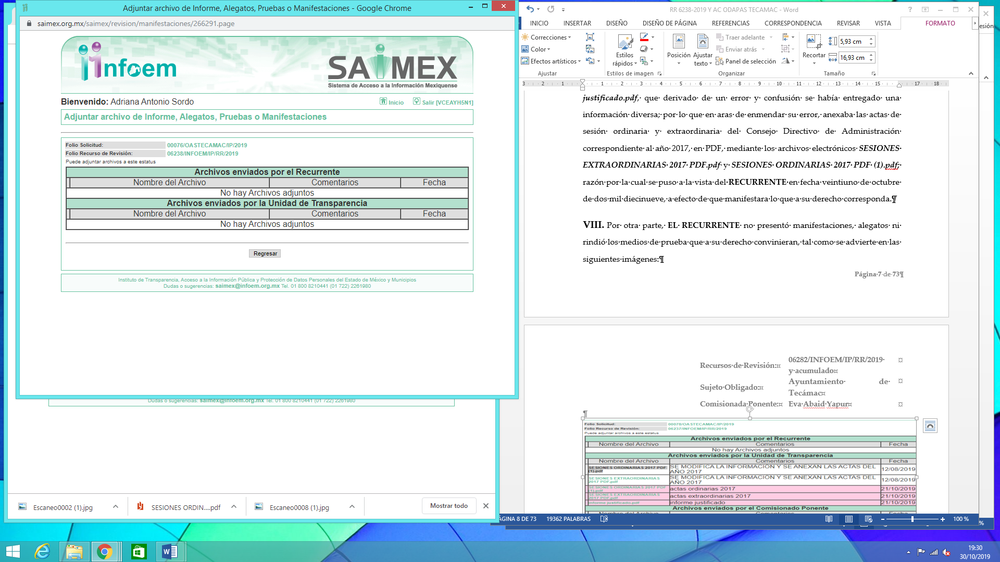 Adjuntar archivo de Informe, Alegatos, Pruebas o Manifestaciones - Google Chrome
saimex.org.mx/saimex/revision/manifestaciones/266291.page
infoem
SAIMEX
Sistema de Acceso a la Información Mexiquense
Bienvenido: Adriana Antonio Sordo
Inicio
Salir [VCEAYH5N1]
Adjuntar archivo de Informe, Alegatos, Pruebas o Manifestaciones
Folio Solicitud: 00076/OASTECAMAC/IP/2019
Folio Recurso de Revisión: 06238/INFOEM/IP/RR/2019
Puede adjuntar archivos a este estatus
Archivos enviados por el Recurrente
Nombre del Archivo Comentarios Fecha
No hay Archivos adjuntos
Archivos enviados por la Unidad de Transparencia
Nombre del Archivo Comentarios Fecha
No hay Archivos adjuntos
Regresar
Instituto de Transparencia, Acceso a la Información Pública y Protección de Datos Personales del Estado de México y Municipios
Dudas o sugerencias: saimex@infoem.org.mx Tel. 01 800 8210441 (01 722) 2261980
Dudas o sugerencias: saimex@infoem.org.mx Tel. 01 800 8210441 (01 722) 2261980
Escaneo0002 (1).jpg
SESIONES ORDIN....pdf
Escaneo0008 (1).jpg
Mostrar todo
RR 6238-2019 Y AC ODAPAS TECAMAC - Word
INICIO INSERTAR DISEÑO DISEÑO DE PÁGINA REFERENCIAS CORRESPONDENCIA REVISAR VISTA FORMATO
esión
Correcciones
Color
Efectos artísticos
Ajustar
Estilos rápidos
Estilos de imagen
Posición
Ajustar texto
Traer adelante
Enviar atrás
Panel de selección
Organizar
Recortar
5,93 cm
16,93 cm
Tamaño
3 2 1 1 2 3 4 5 6 7 8 9 10 11 12 13 14 15 17 18
justificado.pdf, que derivado de un error y confusión se había entregado una
información diversa; por lo que en aras de enmendar su error, anexaba las actas de
sesión ordinaria y extraordinaria del Consejo Directivo de Administración
correspondiente al año 2017, en PDF, mediante los archivos electrónicos SESIONES
EXTRAORDINARIAS 2017 PDF.pdf y SESIONES ORDINARIAS 2017 PDF (1).pdf;
razón por la cual se puso a la vista del RECURRENTE en fecha veintiuno de octubre
de dos mil diecinueve, a efecto de que manifestara lo que a su derecho corresponda.¶
VIII. Por otra parte, EL RECURRENTE no presentó manifestaciones, alegatos ni
rindió los medios de prueba que a su derecho convinieran, tal como se advierte en las
siguientes imágenes:¶
Página 7 de 73¶
Recursos de Revisión:¤ 06282/INFOEM/IP/RR/2019 y acumulado¤ ¤
Sujeto Obligado:¤ Ayuntamiento de Tecámac¤ ¤
Comisionada Ponente:¤ Eva Abaid Yapur¤ ¤
¶
Folio Solicitud: 00078/OASTECAMAC/IP/2019
Folio Recurso de Revisión: 06237/INFOEM/IP/RR/2019
Puede adjuntar archivos a este estatus
Archivos enviados por el Recurrente
Nombre del Archivo Comentarios Fecha
No hay Archivos adjuntos
Archivos enviados por la Unidad de Transparencia
Nombre del Archivo Comentarios Fecha
SESIONES ORDINARIAS 2017 PDF (1).pdf SE MODIFICA LA INFORMACIÓN Y SE ANEXAN LAS ACTAS DEL AÑO 2017 12/08/2019
SESIONES EXTRAORDINARIAS 2017 PDF.pdf SE MODIFICA LA INFORMACIÓN Y SE ANEXAN LAS ACTAS DEL AÑO 2017 12/08/2019
SESIONES ORDINARIAS 2017 PDF (1).pdf actas ordinarias 2017 21/10/2019
SESIONES EXTRAORDINARIAS 2017 PDF.pdf actas extraordinarias 2017 21/10/2019
informe justificado.pdf informe justificado 21/10/2019
Archivos enviados por el Comisionado Ponente
Nombre del Archivo Comentarios Fecha
ÁGINA 8 DE 73 19362 PALABRAS
100 %
%
19:30
30/10/2019